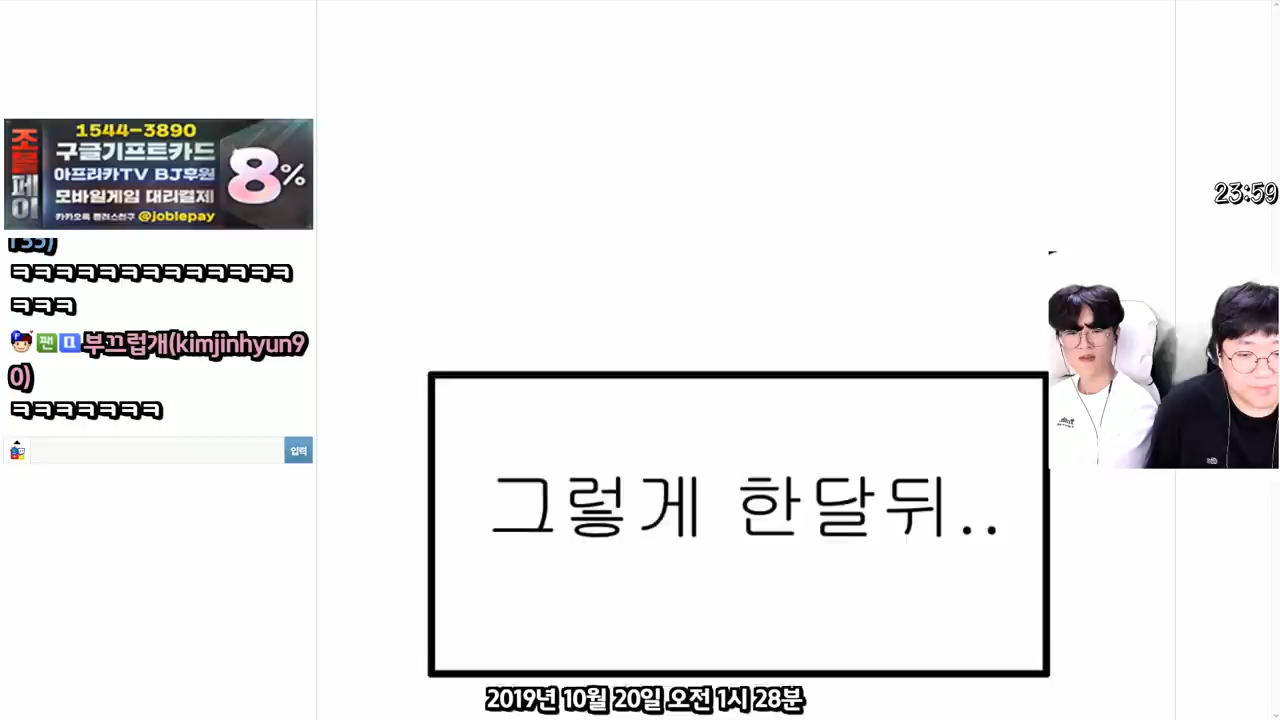 1544-3890
조블페이
구글기프트카드
아프리카TV BJ후원
8%
모바일게임 대리결제
카카오톡 플러스친구 @joblepay
ㅋㅋㅋㅋㅋㅋㅋㅋㅋㅋㅋㅋㅋ
ㅋㅋㅋ
팬 부끄럽개(kimjinhyun9
0)
ㅋㅋㅋㅋㅋㅋㅋ
입력
23:59
그렇게 한달뒤..
2019년 10월 20일 오전 1시 28분